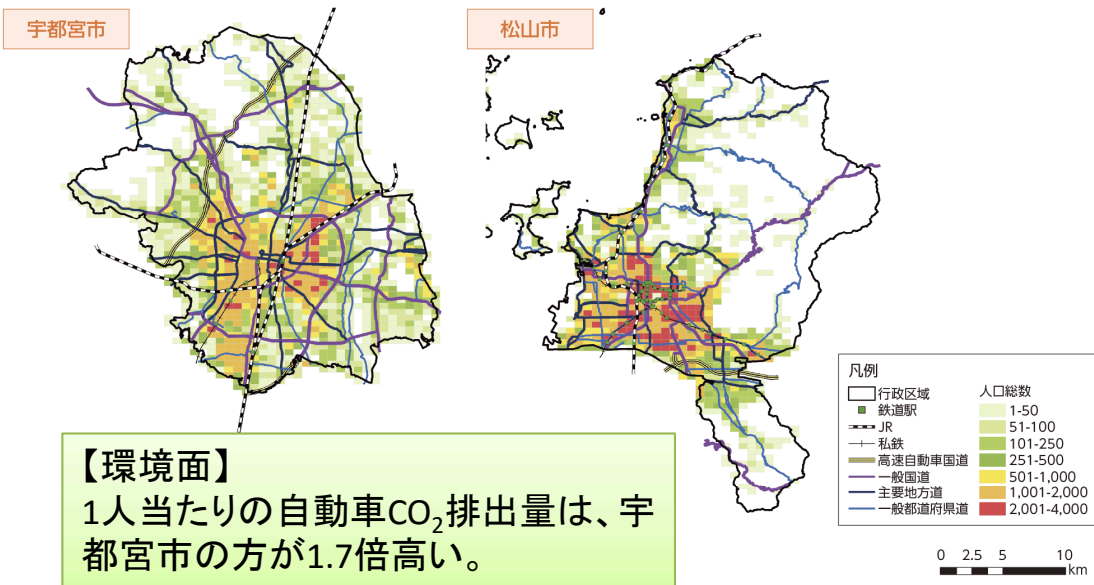 宇都宮市
松山市
凡例
行政区域
鉄道駅
JR
私鉄
高速自動車国道
一般国道
主要地方道
一般都道府県道
人口総数
1-50
51-100
101-250
251-500
501-1,000
1,001-2,000
2,001-4,000
【環境面】
1人当たりの自動車CO₂排出量は、宇
都宮市の方が1.7倍高い。
0 2.5 5 10
km